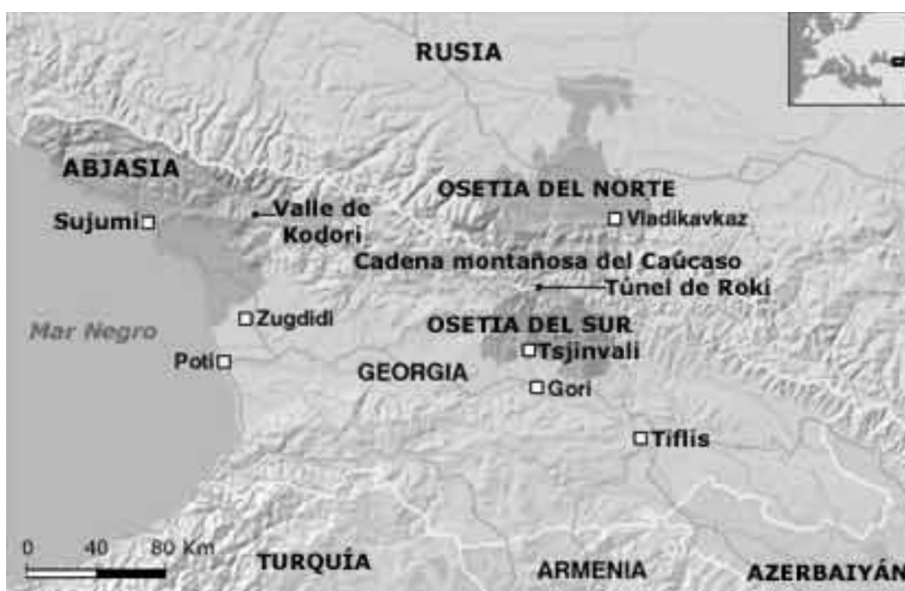 RUSIA
ABJASIA
OSETIA DEL NORTE
Sujumi
Valle de
Kodori
Vladikavkaz
Cadena montañosa del Caúcaso
Túnel de Roki
Mar Negro
Zugdidi
OSETIA DEL SUR
Tsjinvali
Poti
GEORGIA
Gori
Tiflis
0 40 80 Km
TURQUÍA
ARMENIA
AZERBAIYÁN